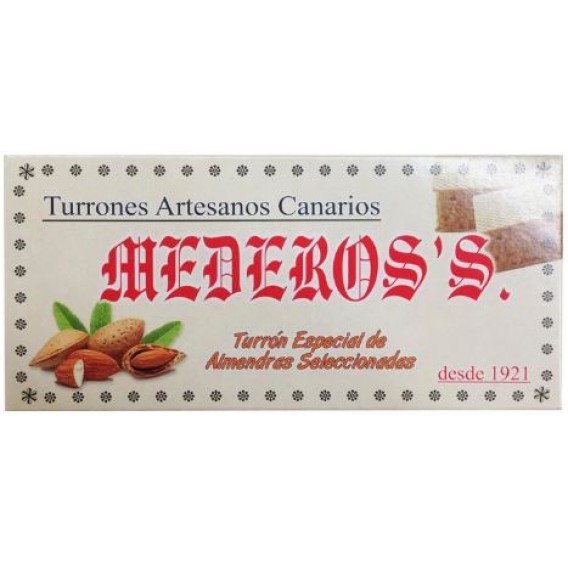 Turrones Artesanos Canarios
MEDEROS'S.
Turrón Especial de
Almendras Seleccionadas
desde 1921